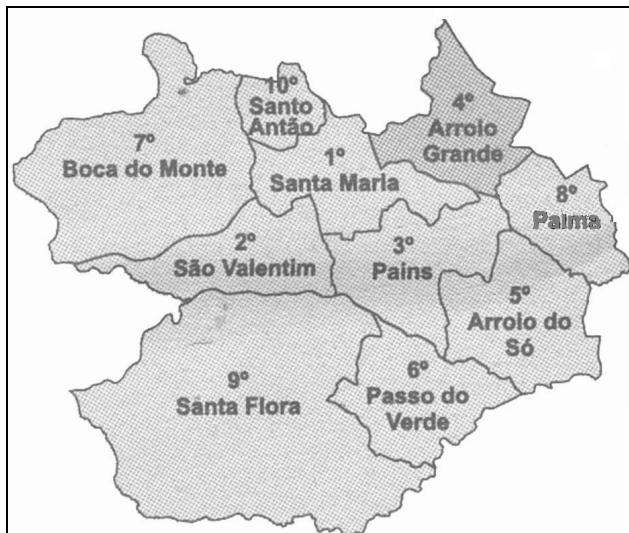 10º
Santo
Antão
4º
Arroio
Grande
7º
Boca do Monte
1º
Santa Maria
8º
Palma
2º
São Valentim
3º
Pains
5º
Arroio do
Só
9º
Santa Flora
6º
Passo do
Verde